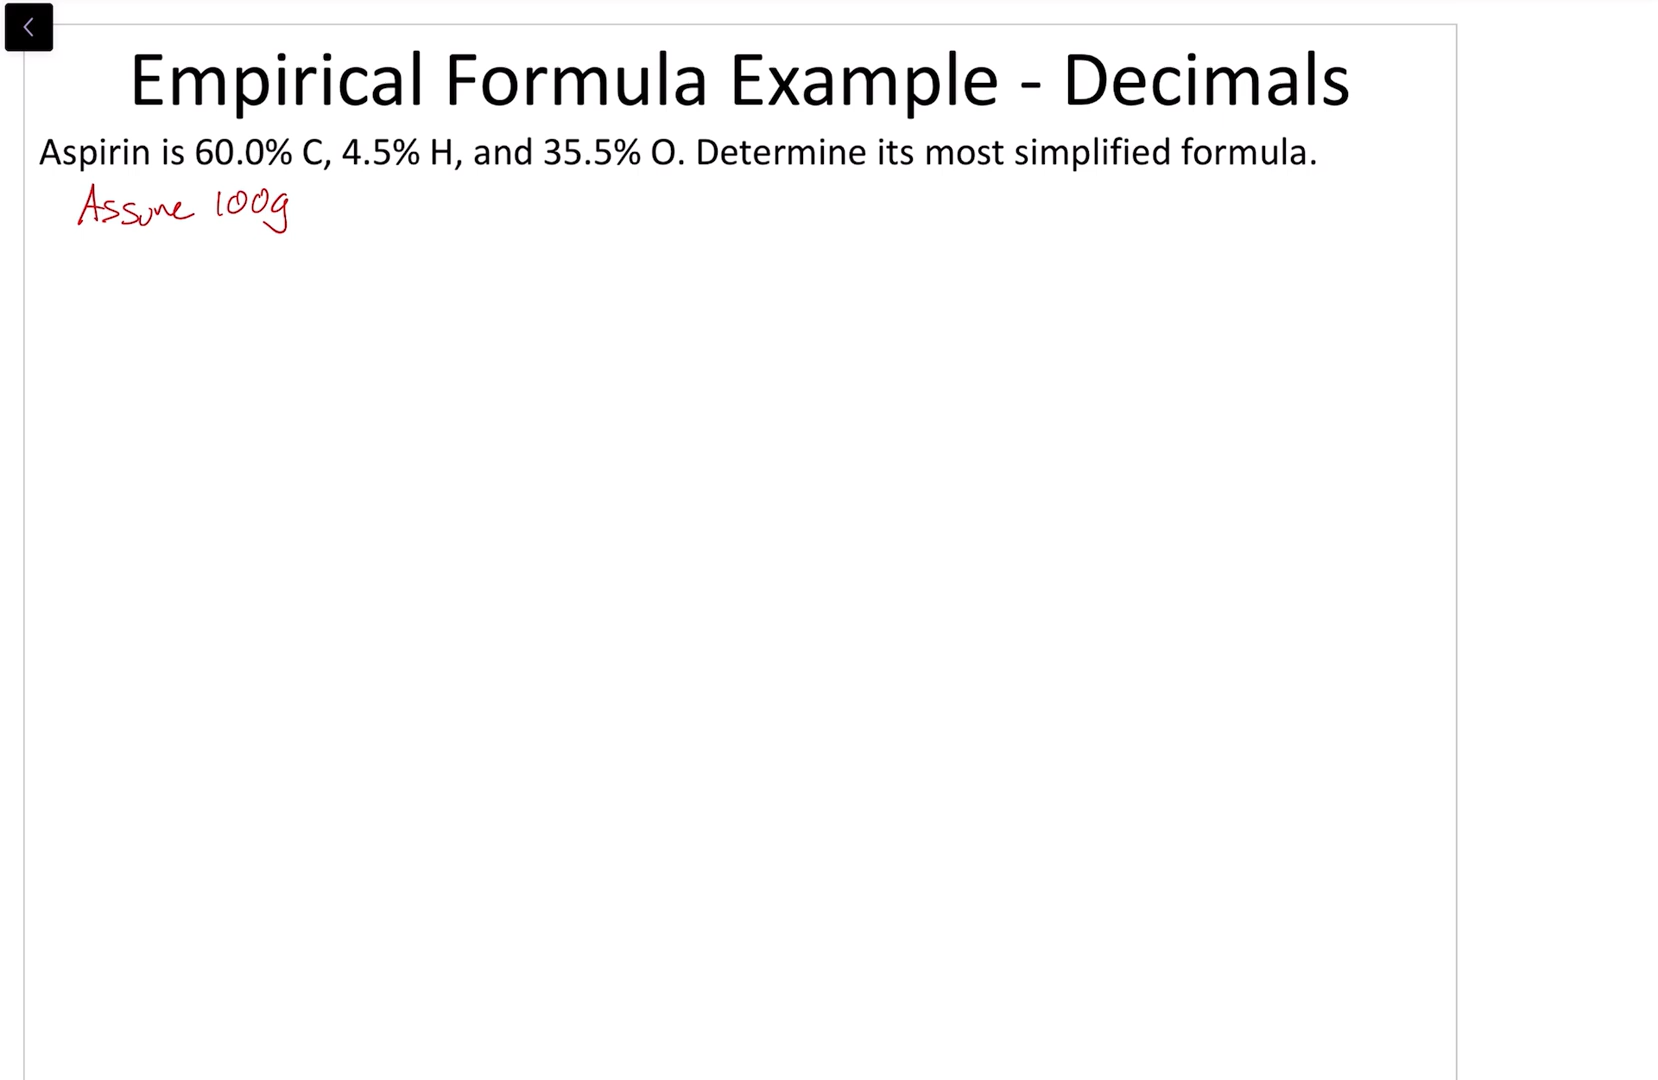 Empirical Formula Example - Decimals
Aspirin is 60.0% C, 4.5% H, and 35.5% O. Determine its most simplified formula.
Assume 100g